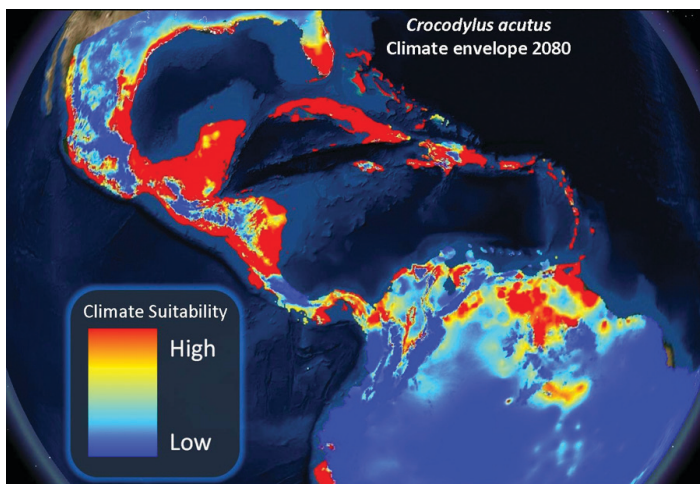 Crocodylus acutus
Climate envelope 2080
Climate Suitability
High
Low